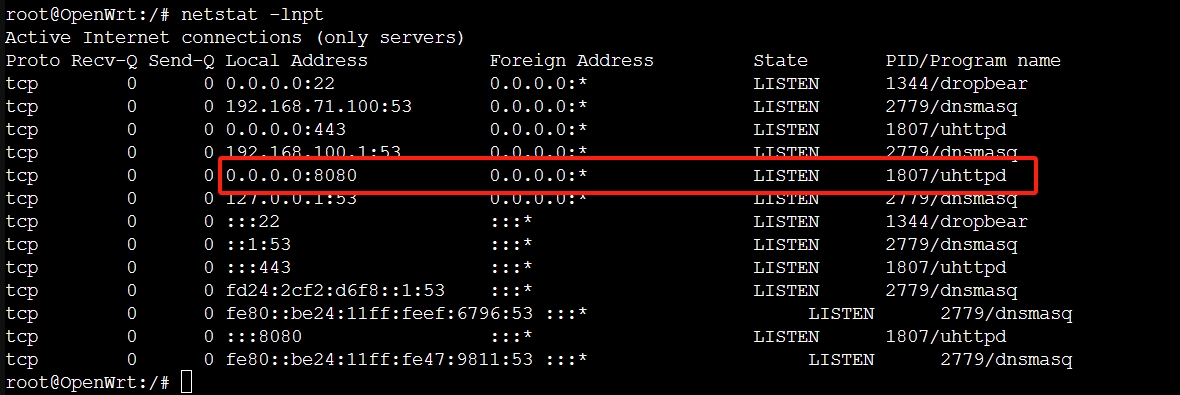 root@OpenWrt:/# netstat -lnpt
Active Internet connections (only servers)
Proto Recv-Q Send-Q Local Address           Foreign Address         State       PID/Program name
tcp        0      0 0.0.0.0:22              0.0.0.0:*               LISTEN      1344/dropbear
tcp        0      0 192.168.71.100:53       0.0.0.0:*               LISTEN      2779/dnsmasq
tcp        0      0 0.0.0.0:443             0.0.0.0:*               LISTEN      1807/uhttpd
tcp        0      0 192.168.100.1:53        0.0.0.0:*               LISTEN      2779/dnsmasq
tcp        0      0 0.0.0.0:8080            0.0.0.0:*               LISTEN      1807/uhttpd
tcp        0      0 127.0.0.1:53            0.0.0.0:*               LISTEN      2779/dnsmasq
tcp        0      0 :::22                   :::*                    LISTEN      1344/dropbear
tcp        0      0 ::1:53                  :::*                    LISTEN      2779/dnsmasq
tcp        0      0 :::443                  :::*                    LISTEN      1807/uhttpd
tcp        0      0 fd24:2cf2:d6f8::1:53    :::*                    LISTEN      2779/dnsmasq
tcp        0      0 fe80::be24:11ff:feef:6796:53 :::*                    LISTEN      2779/dnsmasq
tcp        0      0 :::8080                 :::*                    LISTEN      1807/uhttpd
tcp        0      0 fe80::be24:11ff:fe47:9811:53 :::*                    LISTEN      2779/dnsmasq
root@OpenWrt:/#